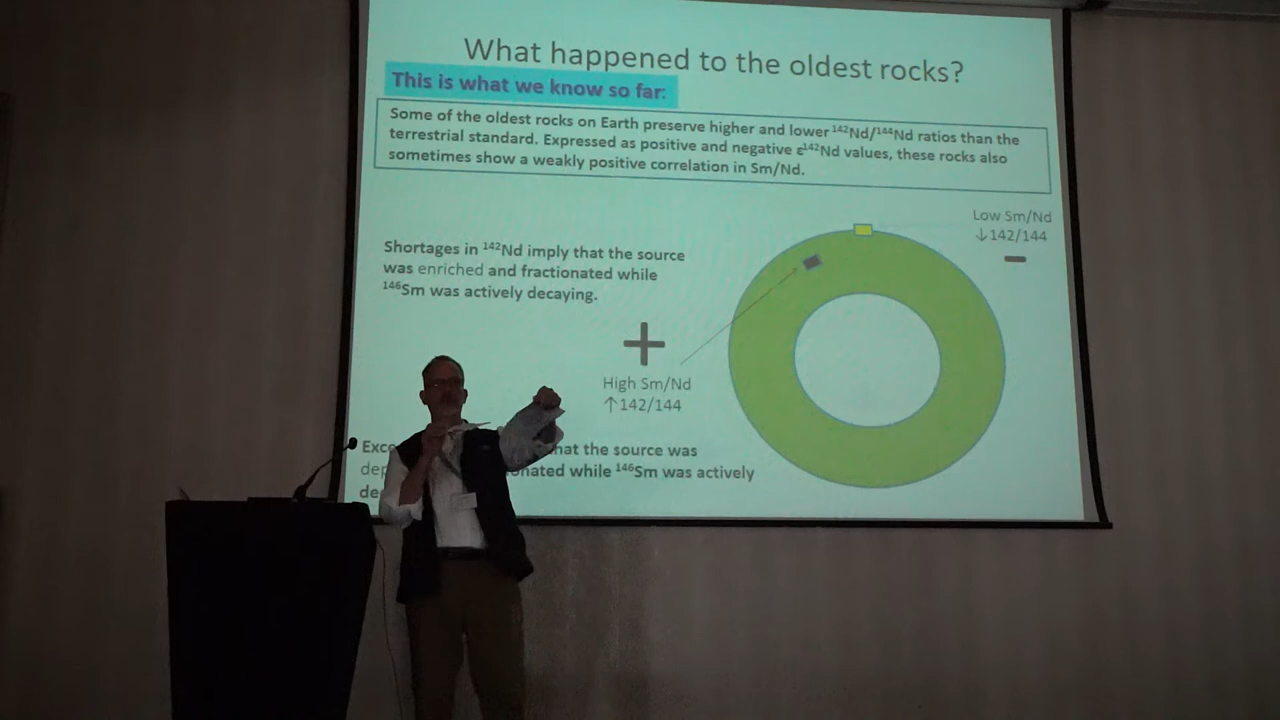 What happened to the oldest rocks?
This is what we know so far:
Some of the oldest rocks on Earth preserve higher and lower ¹⁴²Nd/¹⁴⁴Nd ratios than the
terrestrial standard. Expressed as positive and negative ε¹⁴²Nd values, these rocks also
sometimes show a weakly positive correlation in Sm/Nd.
Low Sm/Nd
↓142/144
Shortages in ¹⁴²Nd imply that the source
was enriched and fractionated while
¹⁴⁶Sm was actively decaying.
High Sm/Nd
↑142/144
that the source was
while ¹⁴⁶Sm was actively